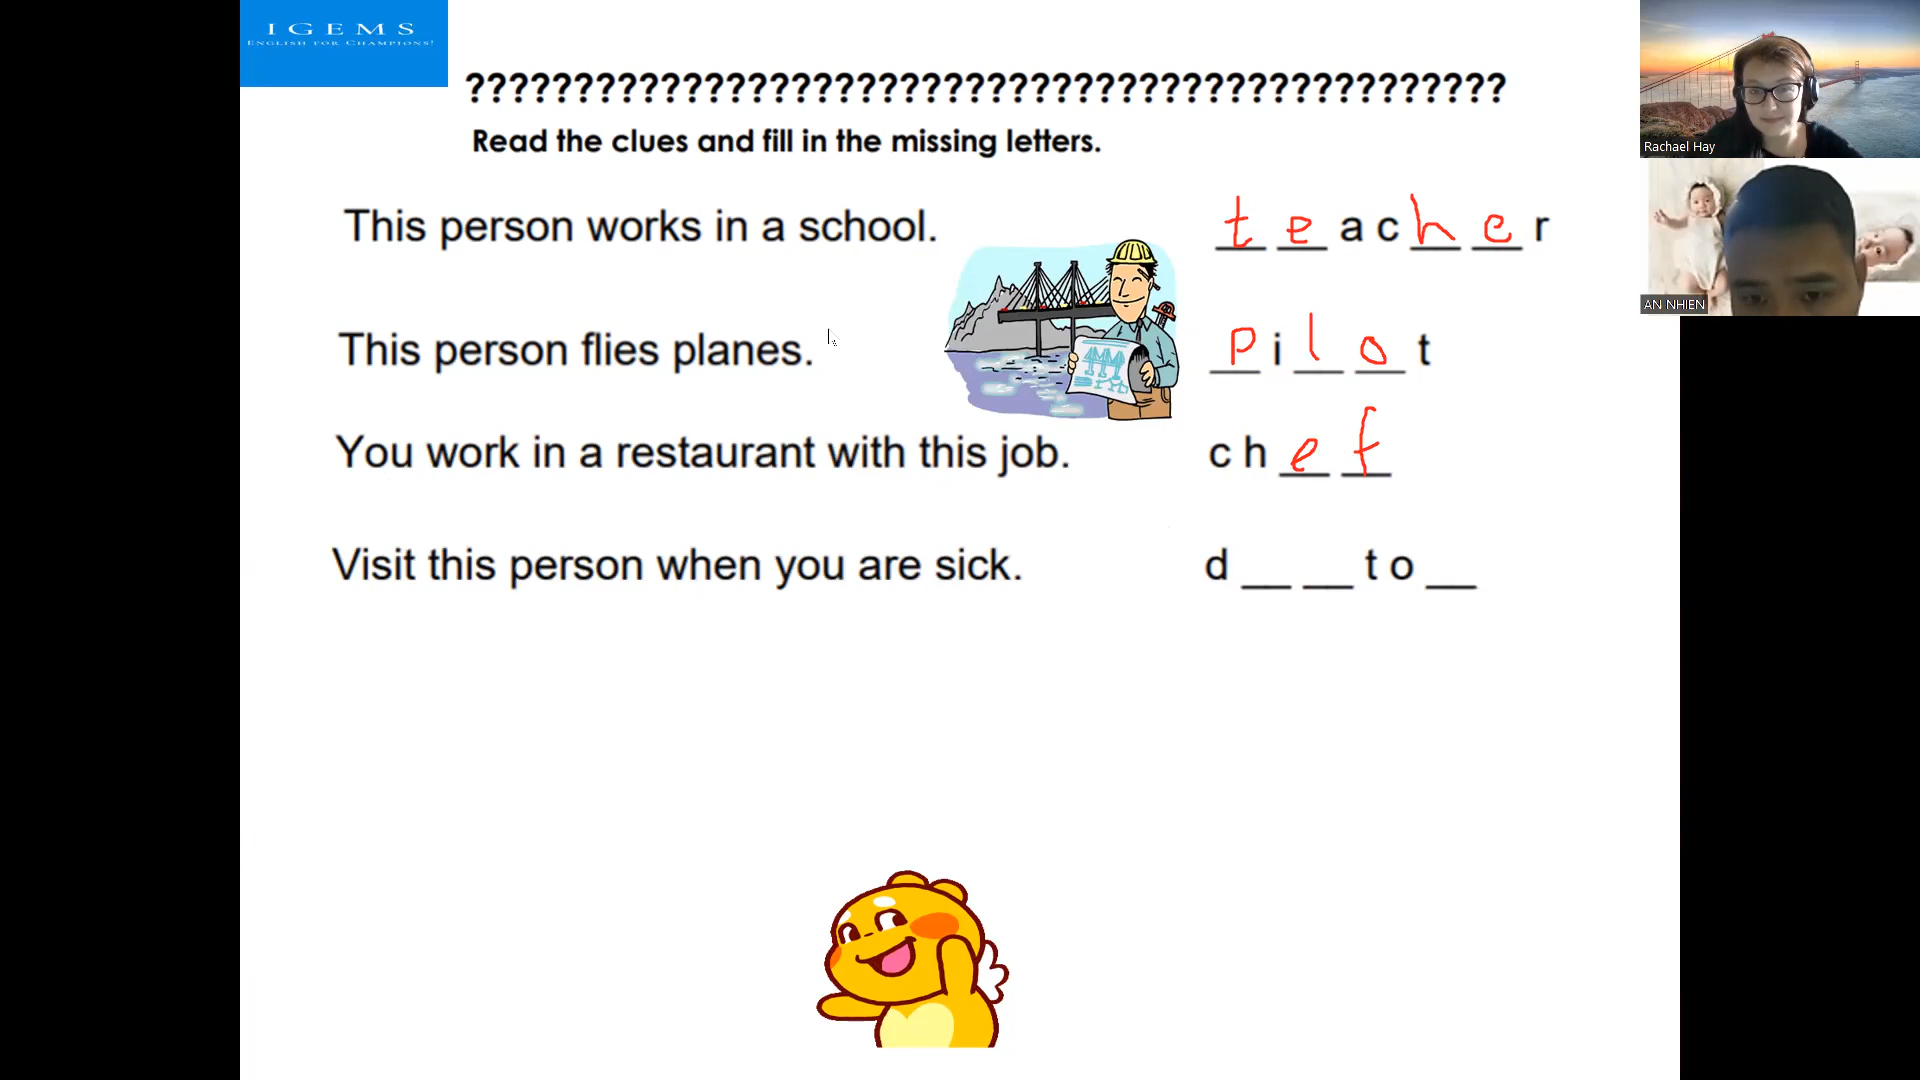 IGEMS
ENGLISH FOR CHAMPIONS!
????????????????????????????????????????????
Read the clues and fill in the missing letters.
This person works in a school. t e a c h e r
This person flies planes. p i l o t
You work in a restaurant with this job. c h e f
Visit this person when you are sick. d __ __ t o __
Rachael Hay
AN NHIEN